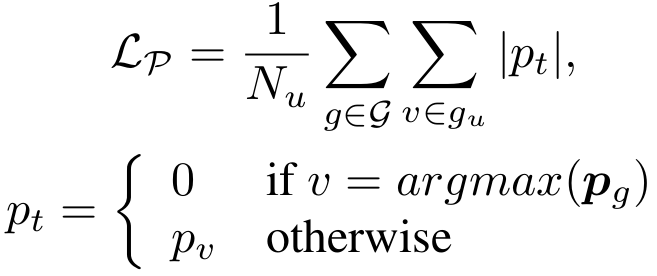 𝓛_𝒫 = 1/N_u ∑_{g∈𝒢} ∑_{v∈g_u} |p_t|,
p_t = { 0 if v = argmax(𝒑_g)
p_v otherwise